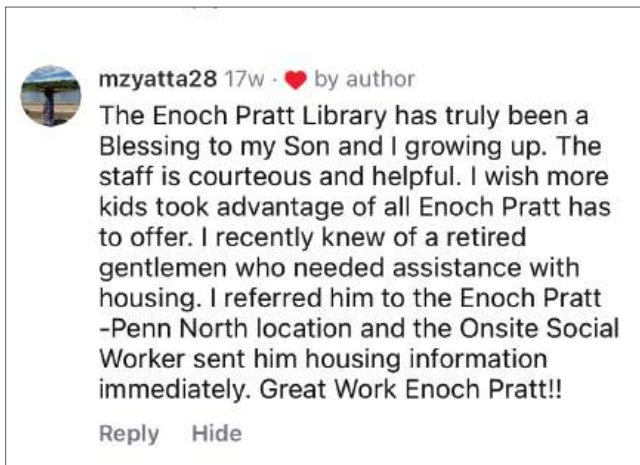 mzyatta28 17w · ❤️ by author
The Enoch Pratt Library has truly been a
Blessing to my Son and I growing up. The
staff is courteous and helpful. I wish more
kids took advantage of all Enoch Pratt has
to offer. I recently knew of a retired
gentlemen who needed assistance with
housing. I referred him to the Enoch Pratt
-Penn North location and the Onsite Social
Worker sent him housing information
immediately. Great Work Enoch Pratt!!
Reply Hide